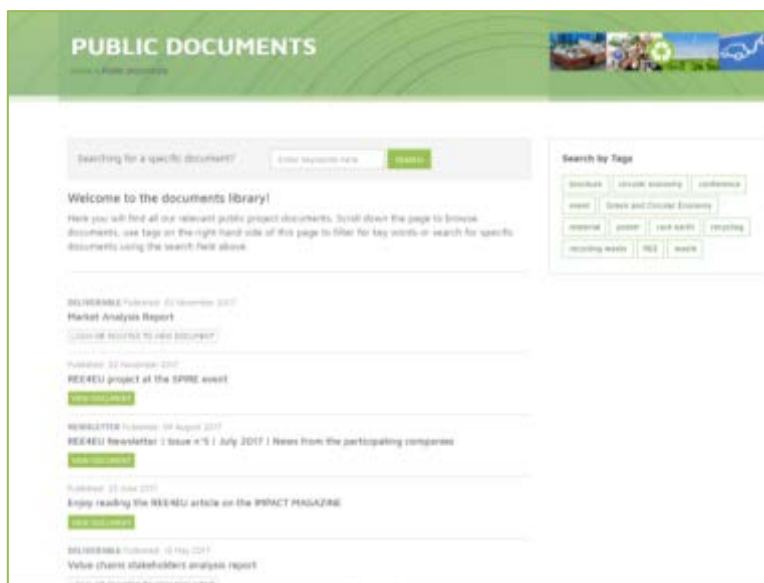 PUBLIC DOCUMENTS
Public documents
Searching for a specific document?
Enter keywords here
SEARCH
Welcome to the documents library!
Here you will find all our relevant public project documents. Scroll down the page to browse
documents, use tags on the right hand side of this page to filter for key words or search for specific
documents using the search field above.
DELIVERABLE Published: 02 November 2017
Market Analysis Report
LOGIN OR REGISTER TO VIEW DOCUMENT
Published: 02 November 2017
REE4EU project at the SPIRE event
VIEW DOCUMENT
NEWSLETTER Published: 04 August 2017
REE4EU Newsletter | Issue n°5 | July 2017 | News from the participating companies
VIEW DOCUMENT
Published: 23 June 2017
Enjoy reading the REE4EU article on the IMPACT MAGAZINE
VIEW DOCUMENT
DELIVERABLE Published: 12 May 2017
Value chains stakeholders analysis report
Search by Tags
brochure circular economy conference
event Green and Circular Economy
material poster rare earth recycling
recycling waste REE waste